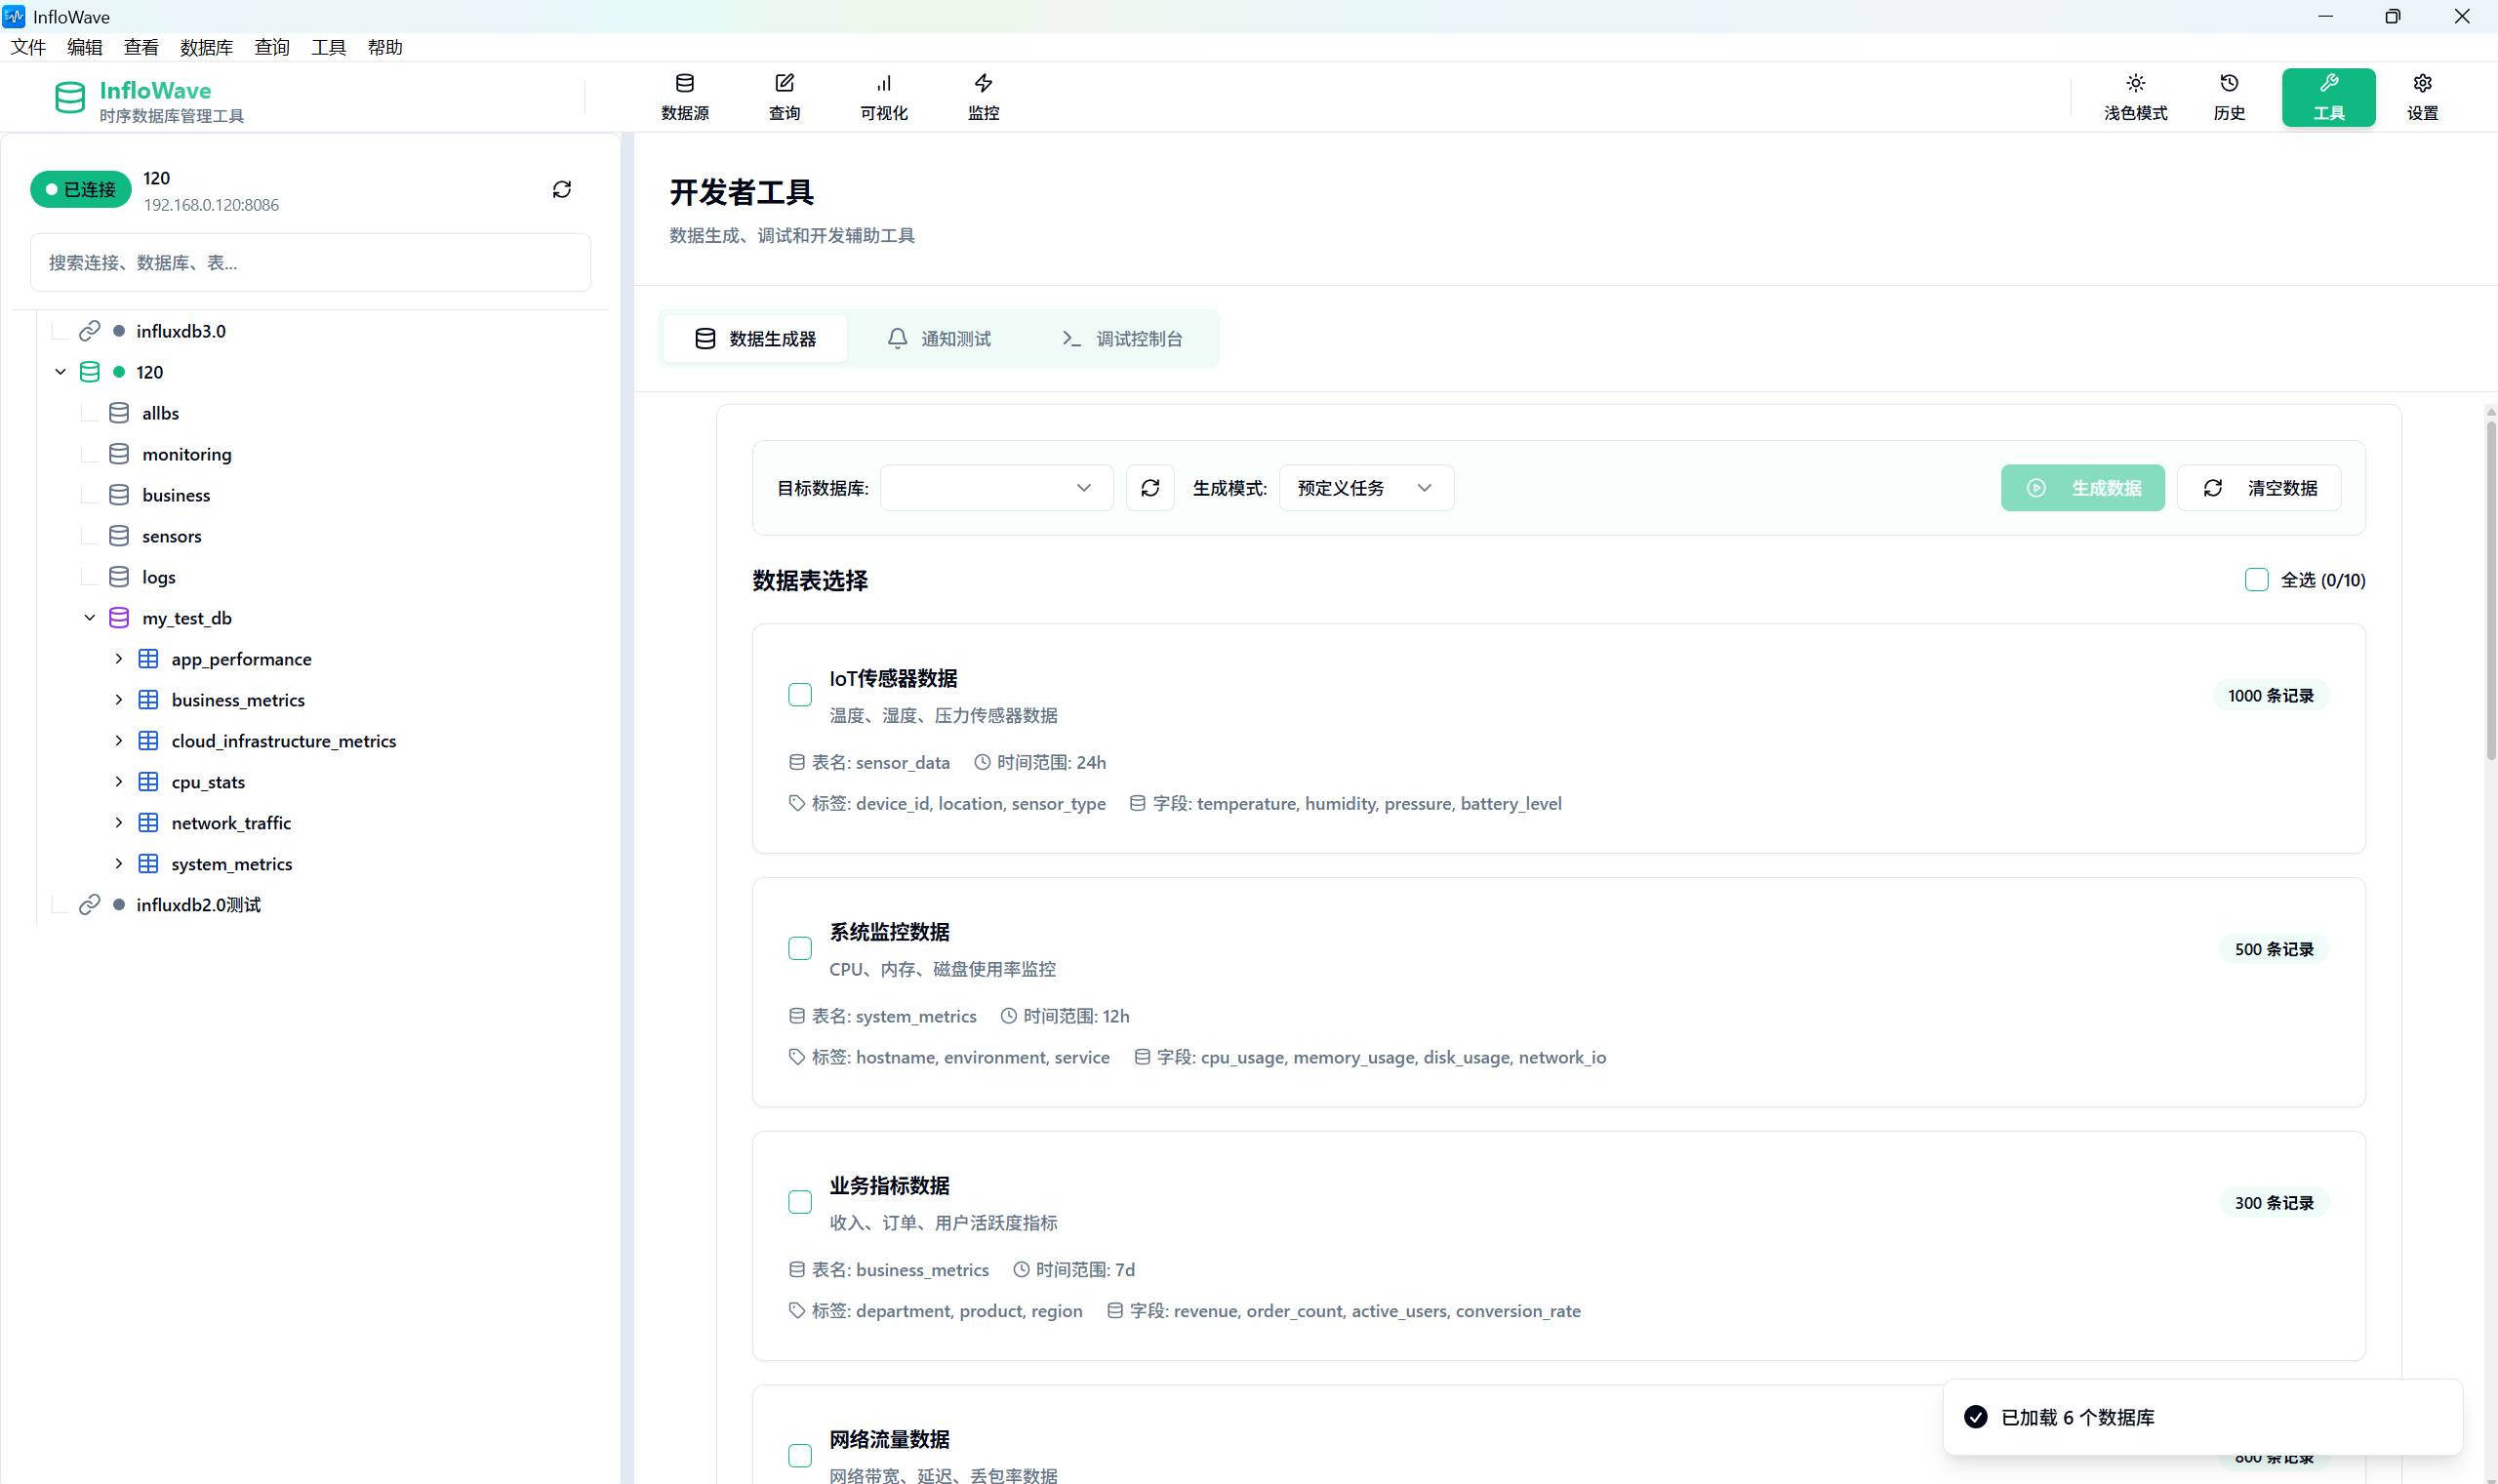 InfloWave
文件 编辑 查看 数据库 查询 工具 帮助
InfloWave
时序数据库管理工具
数据源 查询 可视化 监控
浅色模式 历史 工具 设置
已连接 120
192.168.0.120:8086
搜索连接、数据库、表...
influxdb3.0
120
allbs
monitoring
business
sensors
logs
my_test_db
app_performance
business_metrics
cloud_infrastructure_metrics
cpu_stats
network_traffic
system_metrics
influxdb2.0测试
开发者工具
数据生成、调试和开发辅助工具
数据生成器 通知测试 调试控制台
目标数据库: 生成模式: 预定义任务 生成数据 清空数据
数据表选择 全选 (0/10)
IoT传感器数据
温度、湿度、压力传感器数据
1000 条记录
表名: sensor_data 时间范围: 24h
标签: device_id, location, sensor_type 字段: temperature, humidity, pressure, battery_level
系统监控数据
CPU、内存、磁盘使用率监控
500 条记录
表名: system_metrics 时间范围: 12h
标签: hostname, environment, service 字段: cpu_usage, memory_usage, disk_usage, network_io
业务指标数据
收入、订单、用户活跃度指标
300 条记录
表名: business_metrics 时间范围: 7d
标签: department, product, region 字段: revenue, order_count, active_users, conversion_rate
网络流量数据
网络带宽、延迟、丢包率数据
800 条记录
已加载 6 个数据库